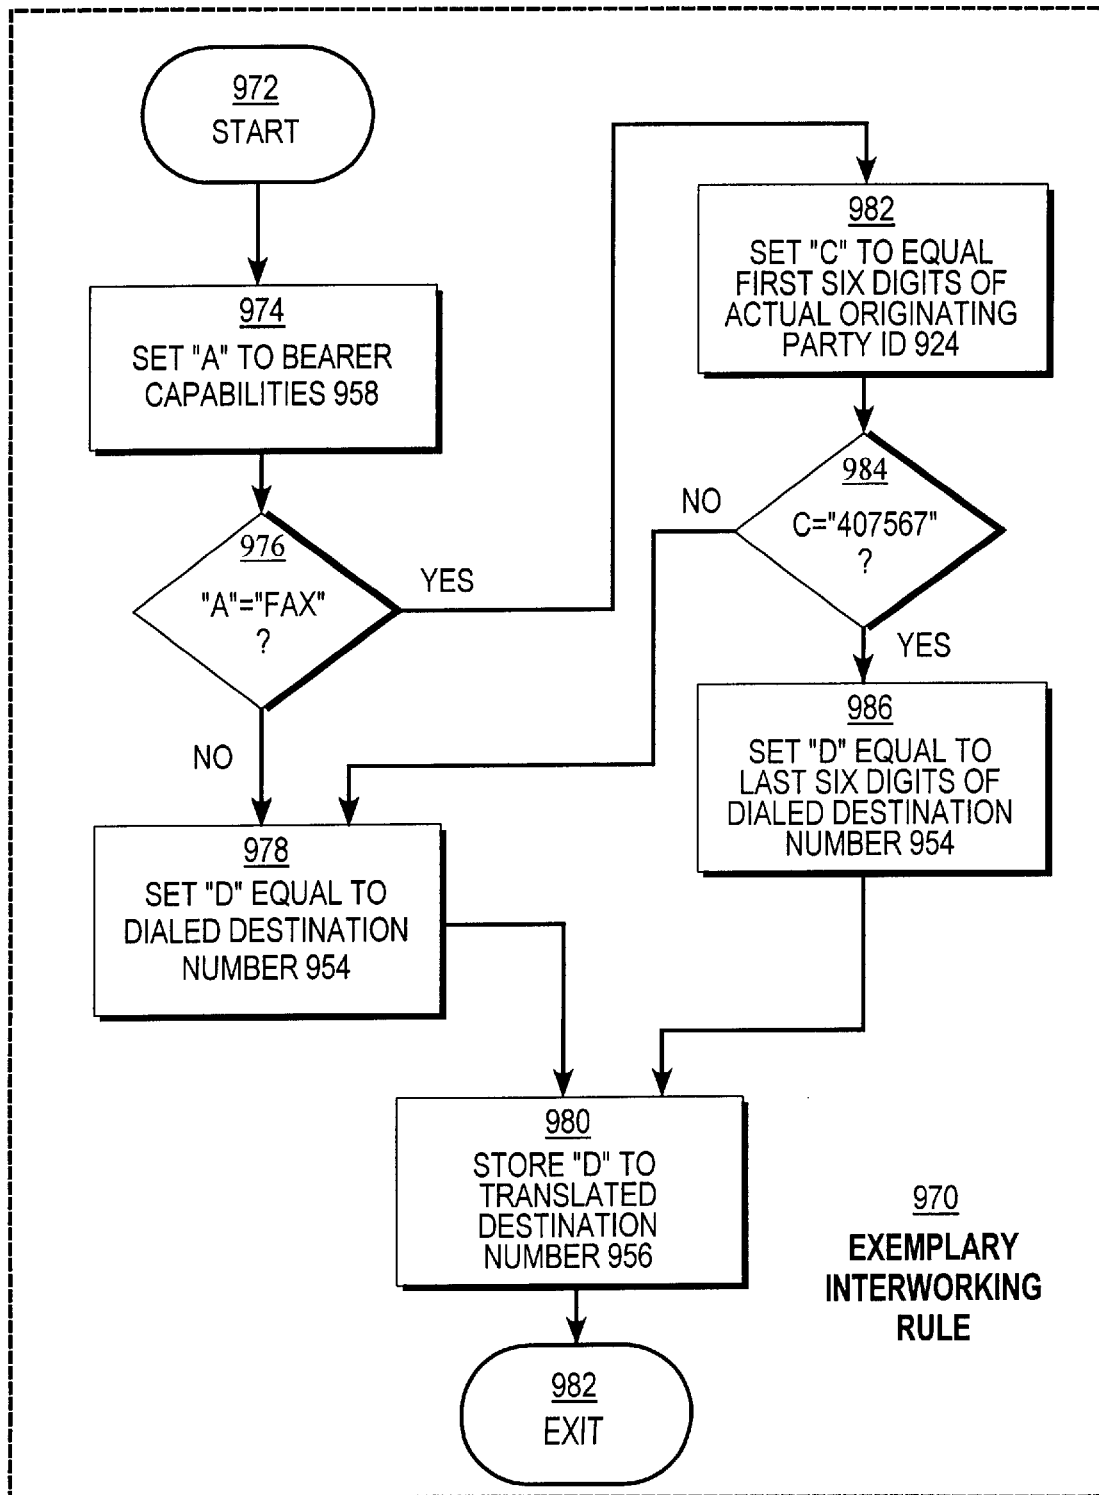 972
START
974
SET "A" TO BEARER
CAPABILITIES 958
976
"A"="FAX"
?
YES
NO
978
SET "D" EQUAL TO
DIALED DESTINATION
NUMBER 954
982
SET "C" TO EQUAL
FIRST SIX DIGITS OF
ACTUAL ORIGINATING
PARTY ID 924
984
C="407567"
?
NO
YES
986
SET "D" EQUAL TO
LAST SIX DIGITS OF
DIALED DESTINATION
NUMBER 954
980
STORE "D" TO
TRANSLATED
DESTINATION
NUMBER 956
982
EXIT
970
EXEMPLARY
INTERWORKING
RULE